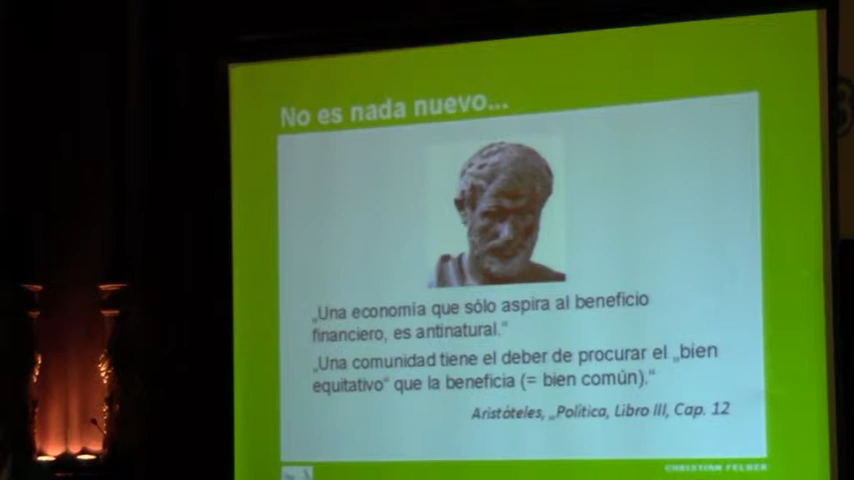 No es nada nuevo...
„Una economía que sólo aspira al beneficio
financiero, es antinatural.“
„Una comunidad tiene el deber de procurar el „bien
equitativo“ que la beneficia (= bien común).“
Aristóteles, „Política, Libro III, Cap. 12
CHRISTIAN FELBER